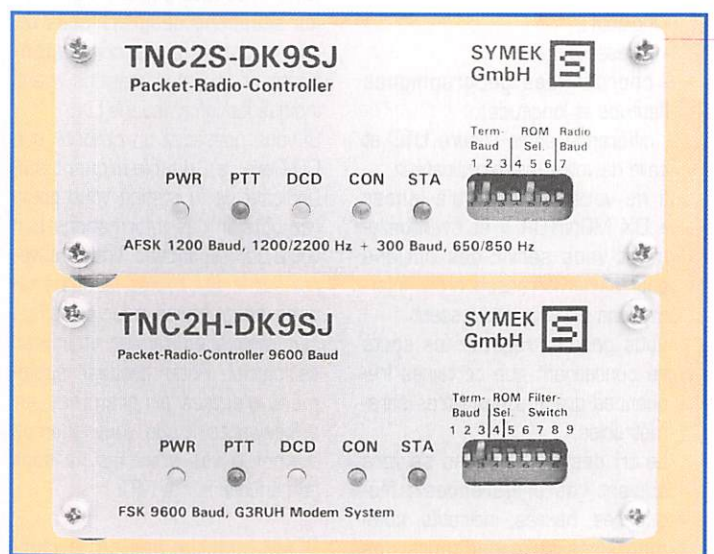 TNC2S-DK9SJ
Packet-Radio-Controller
SYMEK
GmbH
Term- ROM Radio
Baud Sel. Baud
1 2 3 4 5 6 7
PWR PTT DCD CON STA
AFSK 1200 Baud, 1200/2200 Hz + 300 Baud, 650/850 Hz
TNC2H-DK9SJ
Packet-Radio-Controller 9600 Baud
SYMEK
GmbH
Term- ROM Filter-
Baud Sel. Switch
1 2 3 4 5 6 7 8 9
PWR PTT DCD CON STA
FSK 9600 Baud, G3RUH Modem System